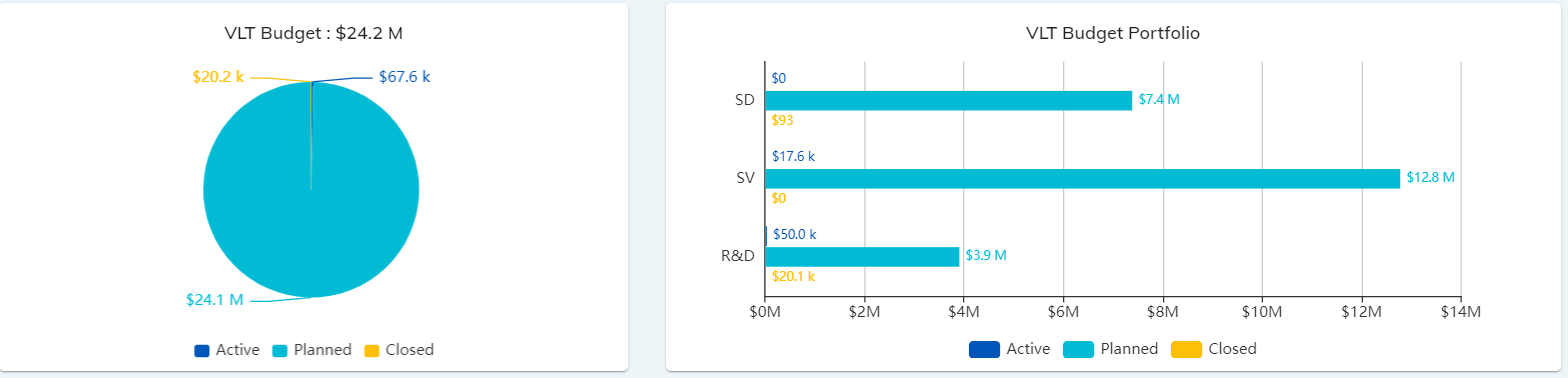 VLT Budget : $24.2 M
$20.2 k
$67.6 k
$24.1 M
Active Planned Closed
VLT Budget Portfolio
$0
SD
$7.4 M
$93
$17.6 k
SV
$12.8 M
$0
$50.0 k
R&D
$3.9 M
$20.1 k
$0M $2M $4M $6M $8M $10M $12M $14M
Active Planned Closed